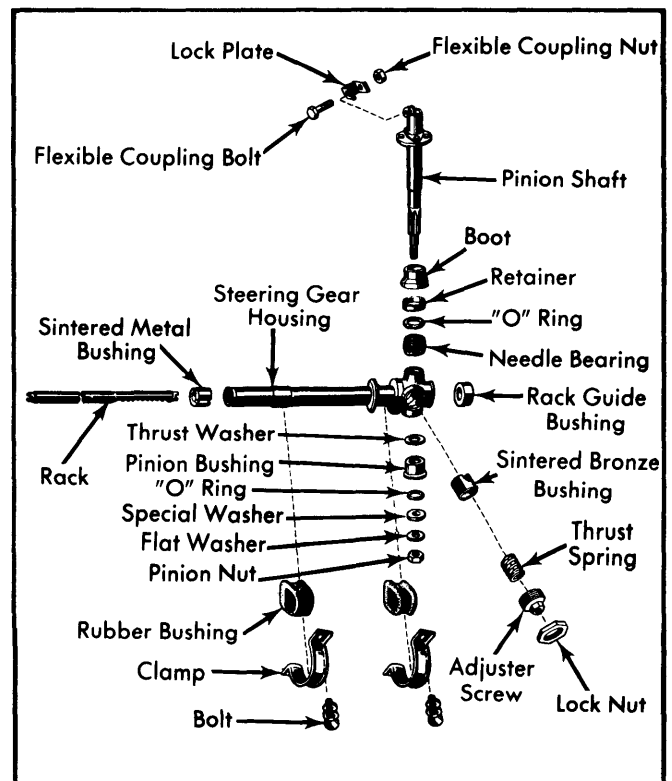 Lock Plate
Flexible Coupling Nut
Flexible Coupling Bolt
Pinion Shaft
Boot
Retainer
"O" Ring
Needle Bearing
Steering Gear
Housing
Sintered Metal
Bushing
Rack
Rack Guide
Bushing
Thrust Washer
Pinion Bushing
"O" Ring
Special Washer
Flat Washer
Pinion Nut
Sintered Bronze
Bushing
Thrust
Spring
Rubber Bushing
Clamp
Bolt
Adjuster
Screw
Lock Nut